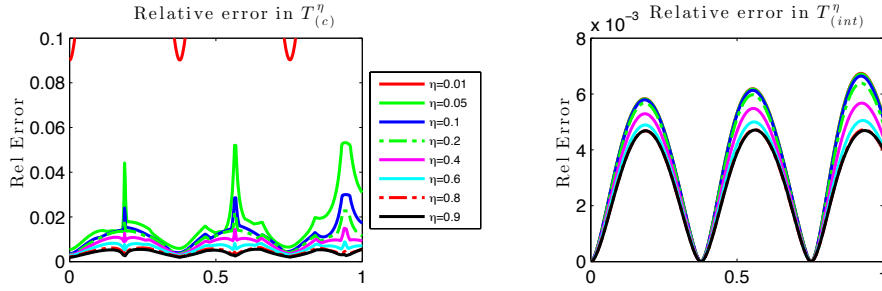 Relative error in T^η_(c)
0.1
0.08
0.06
0.04
0.02
0
0
0.5
1
Rel Error
η=0.01
η=0.05
η=0.1
η=0.2
η=0.4
η=0.6
η=0.8
η=0.9
Relative error in T^η_(int)
8 x 10^-3
6
4
2
0
0
0.5
1
Rel Error